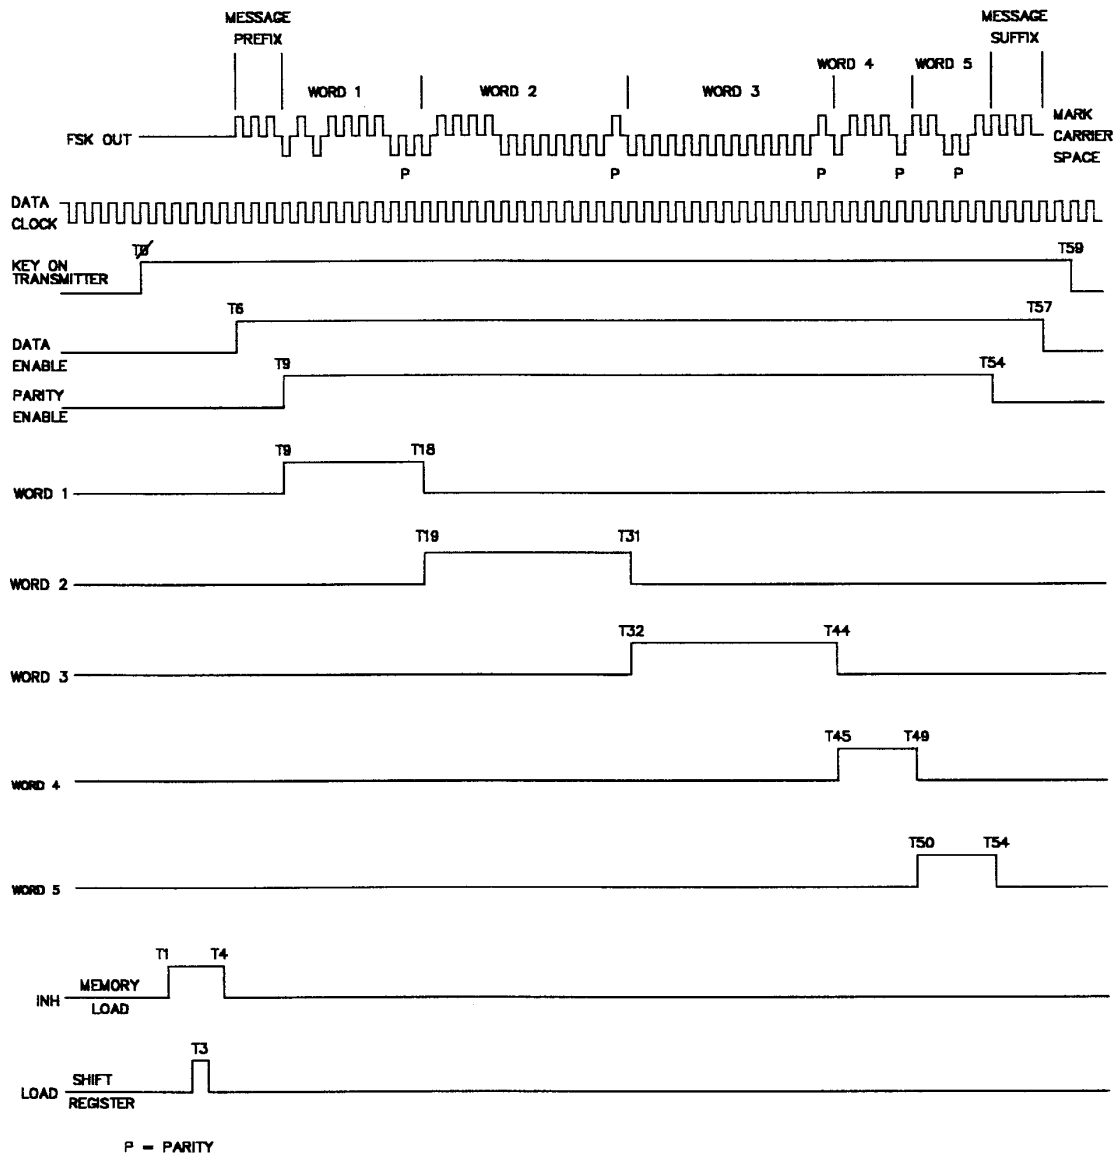 MESSAGE
PREFIX
MESSAGE
SUFFIX
WORD 1
WORD 2
WORD 3
WORD 4
WORD 5
FSK OUT
MARK
CARRIER
SPACE
P
P
P
P
P
DATA
CLOCK
T0
T59
KEY ON
TRANSMITTER
T6
T57
DATA
ENABLE
T9
T54
PARITY
ENABLE
T9
T18
WORD 1
T19
T31
WORD 2
T32
T44
WORD 3
T45
T49
WORD 4
T50
T54
WORD 5
T1
T4
INH
MEMORY
LOAD
T3
LOAD
SHIFT
REGISTER
P - PARITY